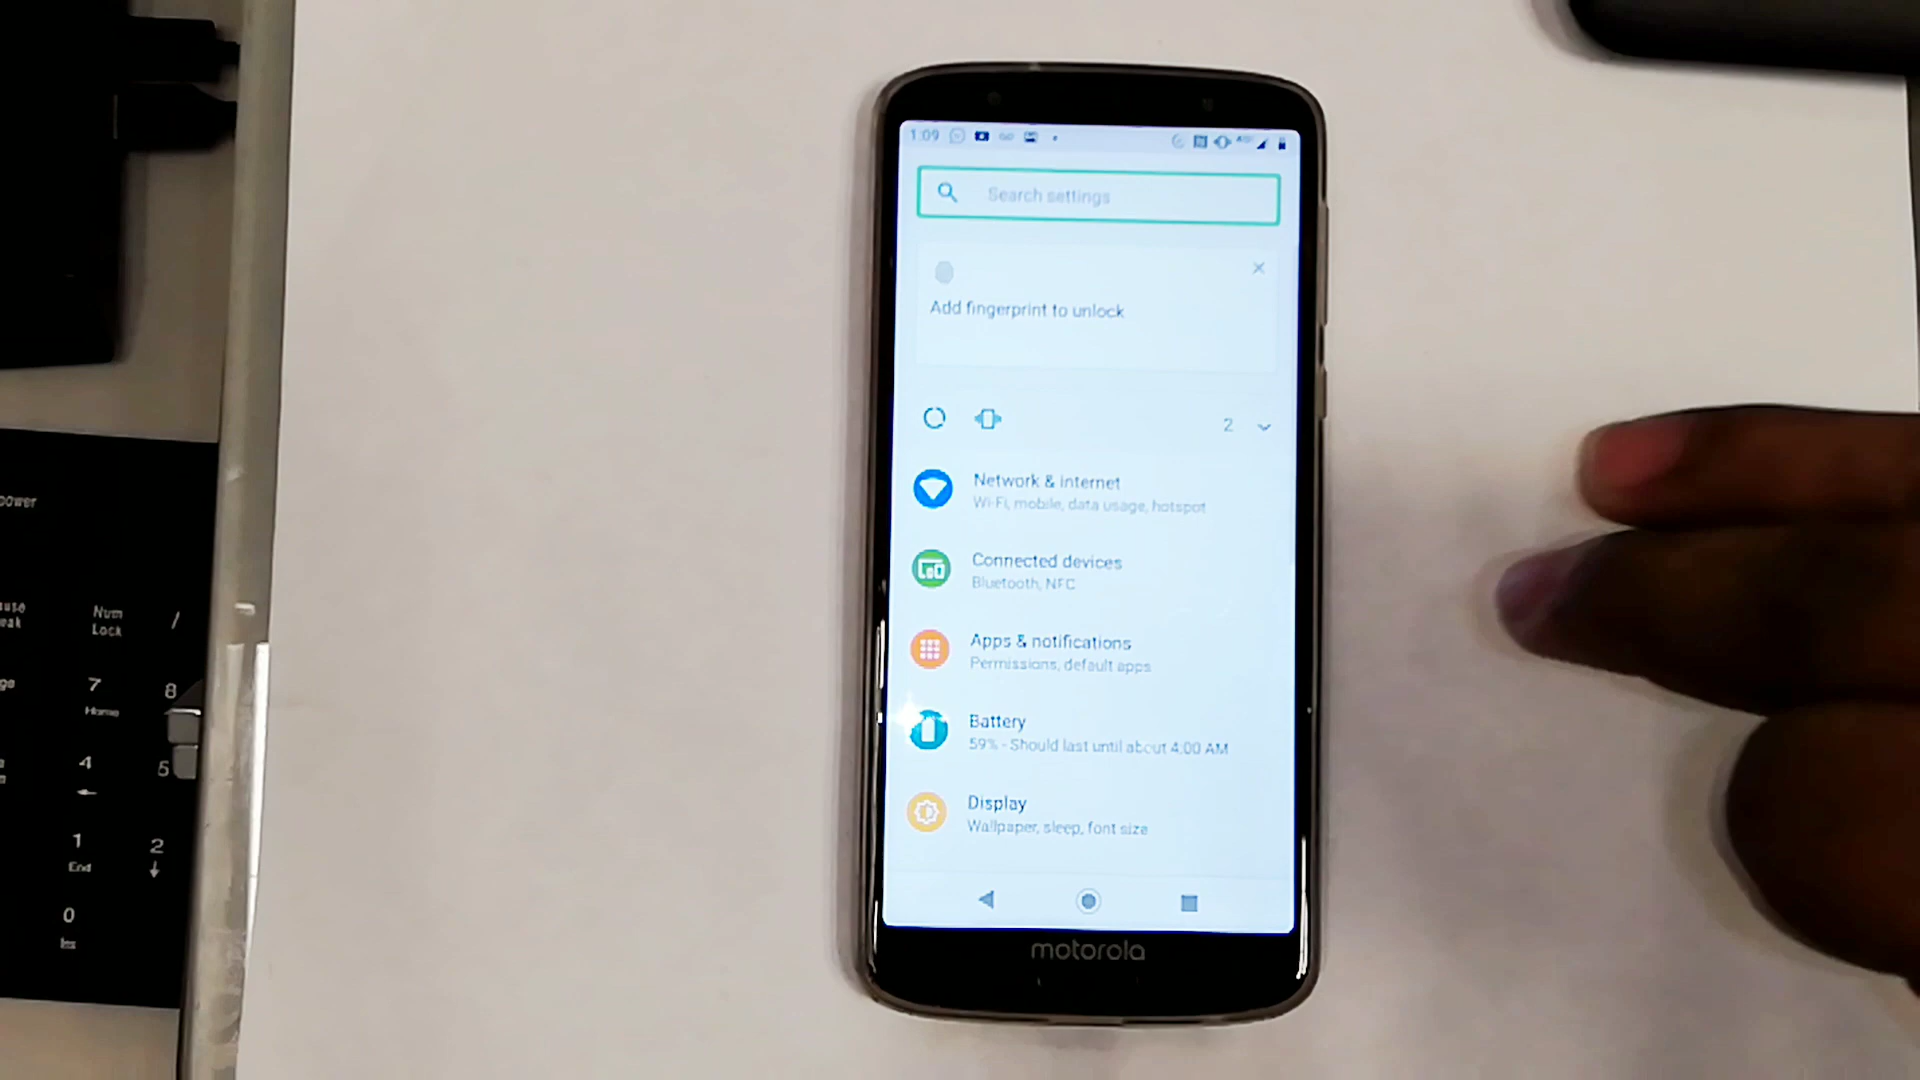 1:09
Search settings
Add fingerprint to unlock
2
Network & internet
Wi-Fi, mobile, data usage, hotspot
Connected devices
Bluetooth, NFC
Apps & notifications
Permissions, default apps
Battery
59% - Should last until about 4:00 AM
Display
Wallpaper, sleep, font size
motorola
power
Num
Lock
/
7
8
Home
4
5
1
2
End
0
Ins